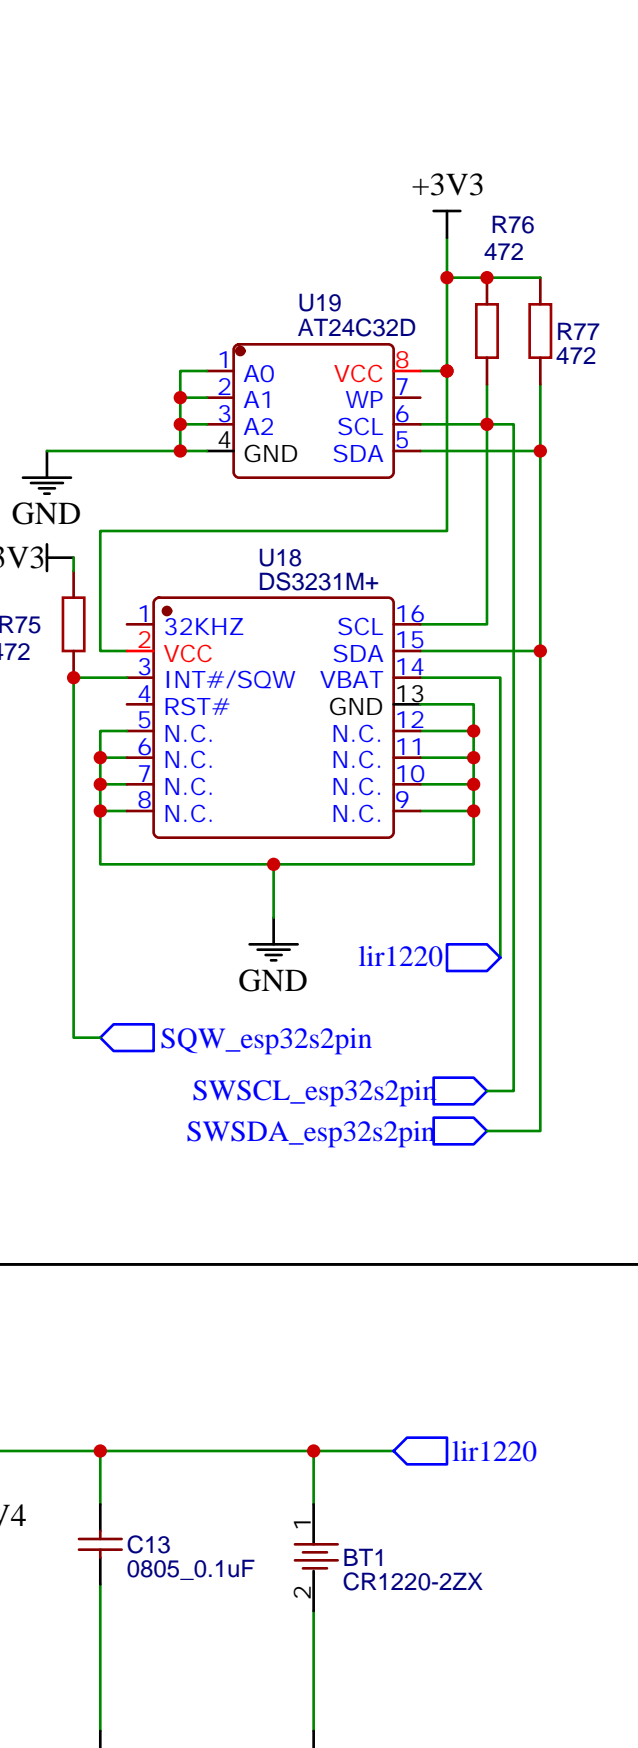 +3V3
R76
472
U19
AT24C32D
R77
472
1 A0 VCC 8
2 A1 WP 7
3 A2 SCL 6
4 GND SDA 5
GND
3V3
U18
DS3231M+
R75
472
1 32KHZ SCL 16
2 VCC SDA 15
3 INT#/SQW VBAT 14
4 RST# GND 13
5 N.C. N.C. 12
6 N.C. N.C. 11
7 N.C. N.C. 10
8 N.C. N.C. 9
lir1220
GND
SQW_esp32s2pin
SWSCL_esp32s2pin
SWSDA_esp32s2pin
lir1220
V4
1
C13
0805_0.1uF
BT1
CR1220-2ZX
2